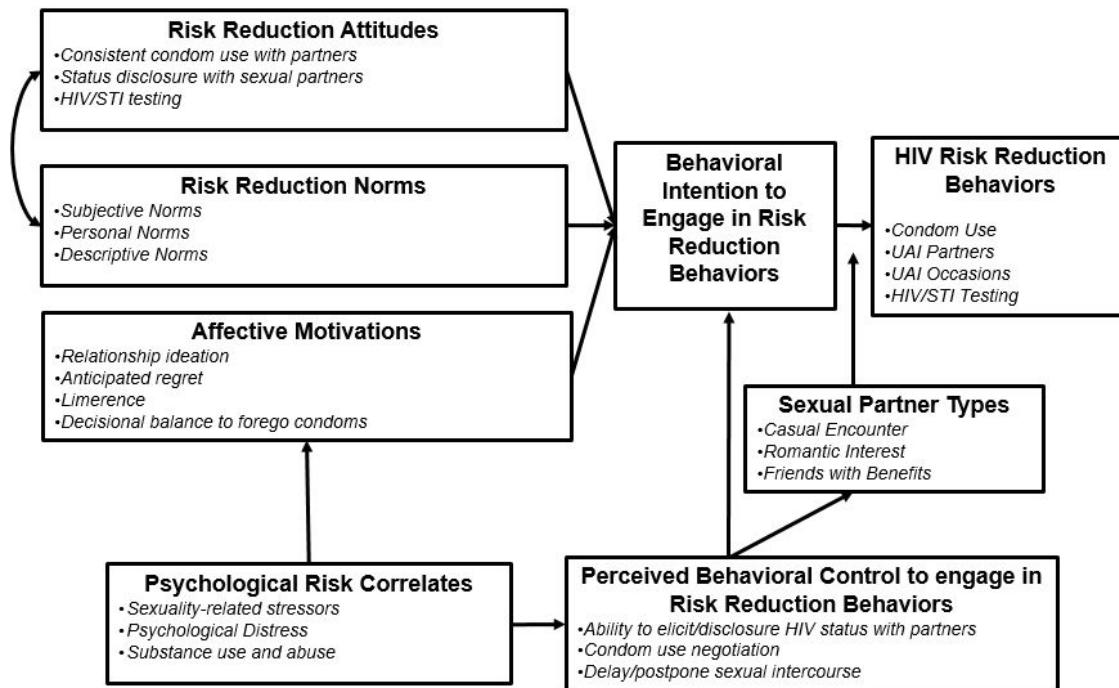 Risk Reduction Attitudes
•Consistent condom use with partners
•Status disclosure with sexual partners
•HIV/STI testing
Risk Reduction Norms
•Subjective Norms
•Personal Norms
•Descriptive Norms
Affective Motivations
•Relationship ideation
•Anticipated regret
•Limerence
•Decisional balance to forego condoms
Behavioral
Intention to
Engage in Risk
Reduction
Behaviors
HIV Risk Reduction
Behaviors
•Condom Use
•UAI Partners
•UAI Occasions
•HIV/STI Testing
Sexual Partner Types
•Casual Encounter
•Romantic Interest
•Friends with Benefits
Psychological Risk Correlates
•Sexuality-related stressors
•Psychological Distress
•Substance use and abuse
Perceived Behavioral Control to engage in
Risk Reduction Behaviors
•Ability to elicit/disclosure HIV status with partners
•Condom use negotiation
•Delay/postpone sexual intercourse